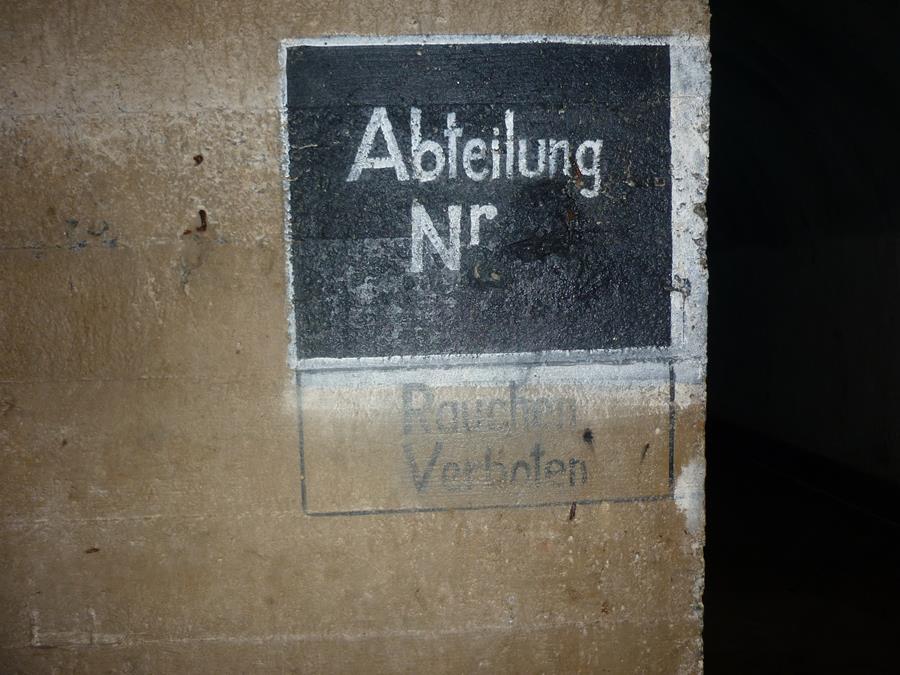 Abteilung
Nr
Rauchen
Verboten